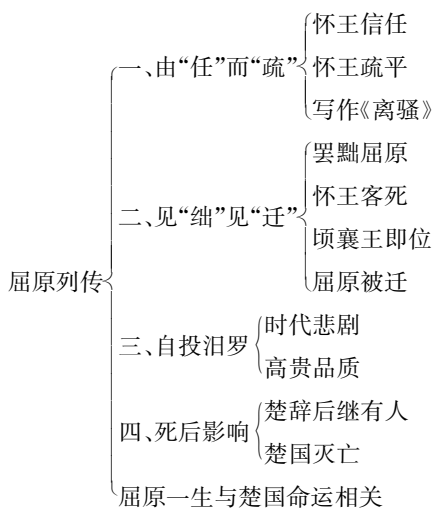 屈原列传
一、由“任”而“疏”
怀王信任
怀王疏平
写作《离骚》
二、见“绌”见“迁”
罢黜屈原
怀王客死
顷襄王即位
屈原被迁
三、自投汨罗
时代悲剧
高贵品质
四、死后影响
楚辞后继有人
楚国灭亡
屈原一生与楚国命运相关